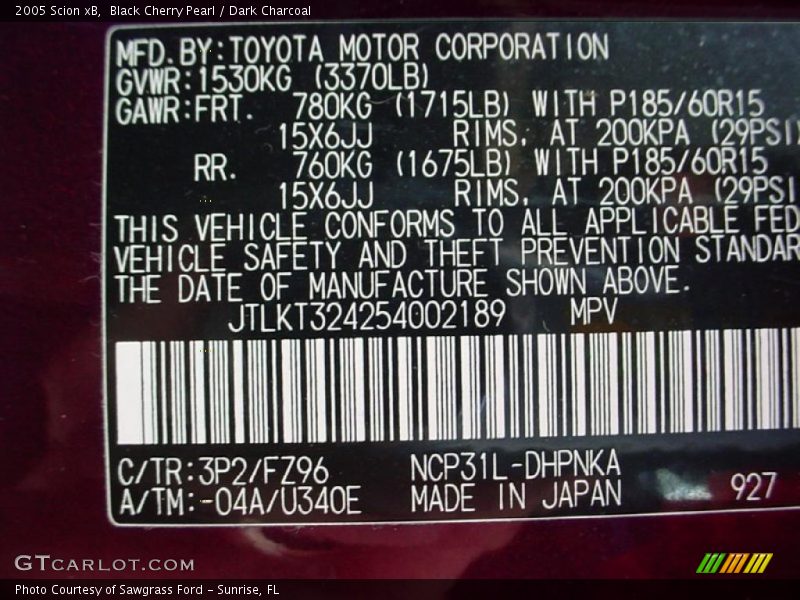 2005 Scion xB,  Black Cherry Pearl / Dark Charcoal
MFD.BY:TOYOTA MOTOR CORPORATION
GVWR:1530KG (3370LB)
GAWR:FRT. 780KG (1715LB) WITH P185/60R15
15X6JJ RIMS, AT 200KPA (29PSI)
RR. 760KG (1675LB) WITH P185/60R15
15X6JJ RIMS, AT 200KPA (29PSI
THIS VEHICLE CONFORMS TO ALL APPLICABLE FED
VEHICLE SAFETY AND THEFT PREVENTION STANDAR
THE DATE OF MANUFACTURE SHOWN ABOVE.
JTLKT324254002189 MPV
C/TR:3P2/FZ96 NCP31L-DHPNKA
A/TM:-04A/U340E MADE IN JAPAN 927
GTCARLOT.COM
Photo Courtesy of Sawgrass Ford - Sunrise, FL